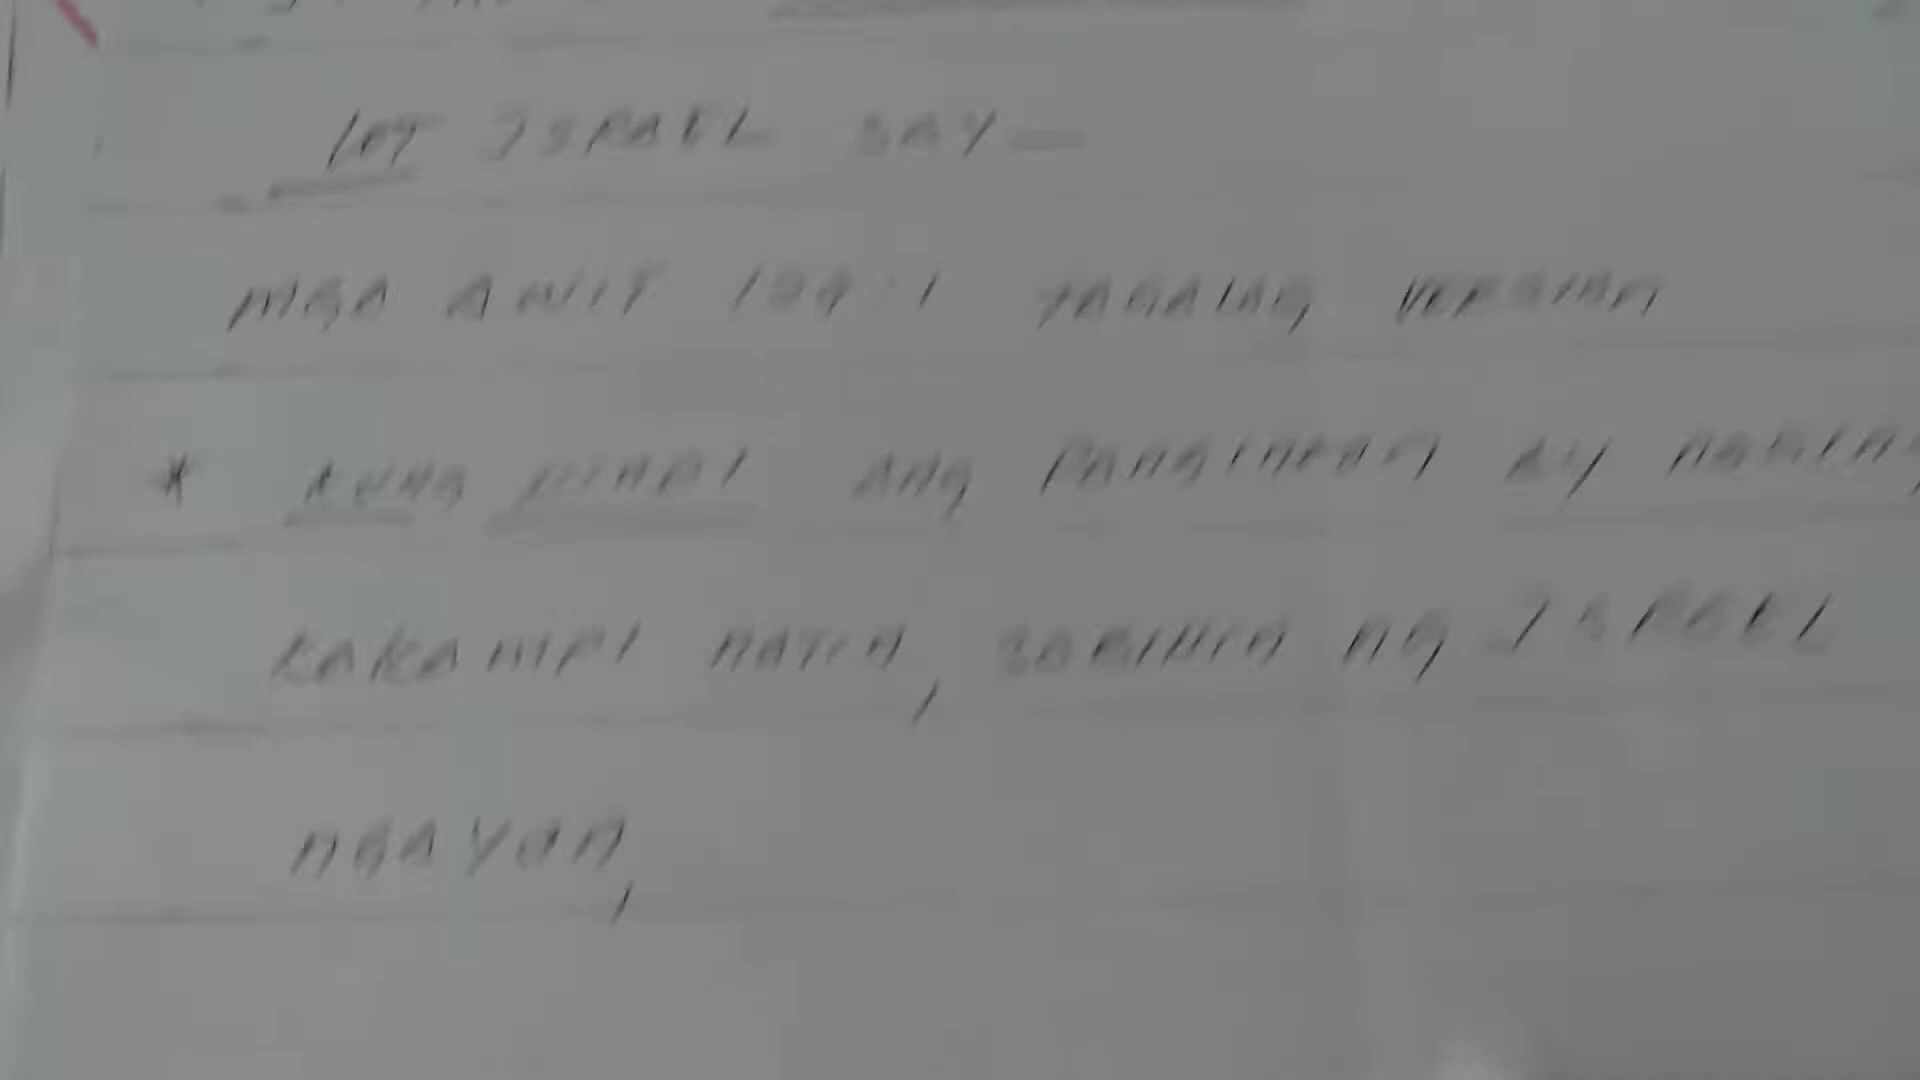 LET ISRAEL SAY —
MGA AWIT 124:1 TAGALOG VERSION
* KUNG HINDI ANG PANGINOON AY NAGING
KAKAMPI NATIN, SABIHIN NG ISRAEL
NGAYON,